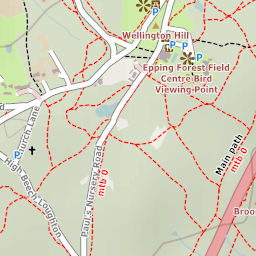 Wellington Hill
P
P P
Epping Forest Field
Centre Bird
Viewing Point
Church Lane
High Beech Loughton
P
Paul's Nursery Road
mtb 0
Main Path
mtb 0